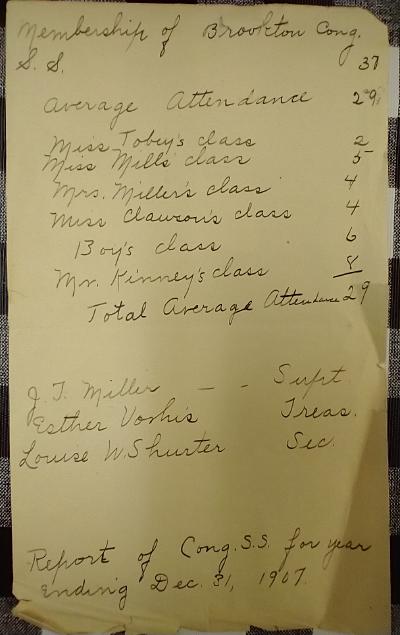 Membership of Brookton Cong.
S. S. 37
Average Attendance 29
Miss Tobey's class 2
Miss Mills class 5
Mrs. Miller's class 4
Miss Clawson's class 4
Boy's class 6
Mr. Kinney's class 8
Total Average Attendance 29
J. T. Miller — - Supt.
Esther Vorhis Treas.
Louise W. Shurter Sec.
Report of Cong. S.S. for year
ending Dec. 31, 1907.